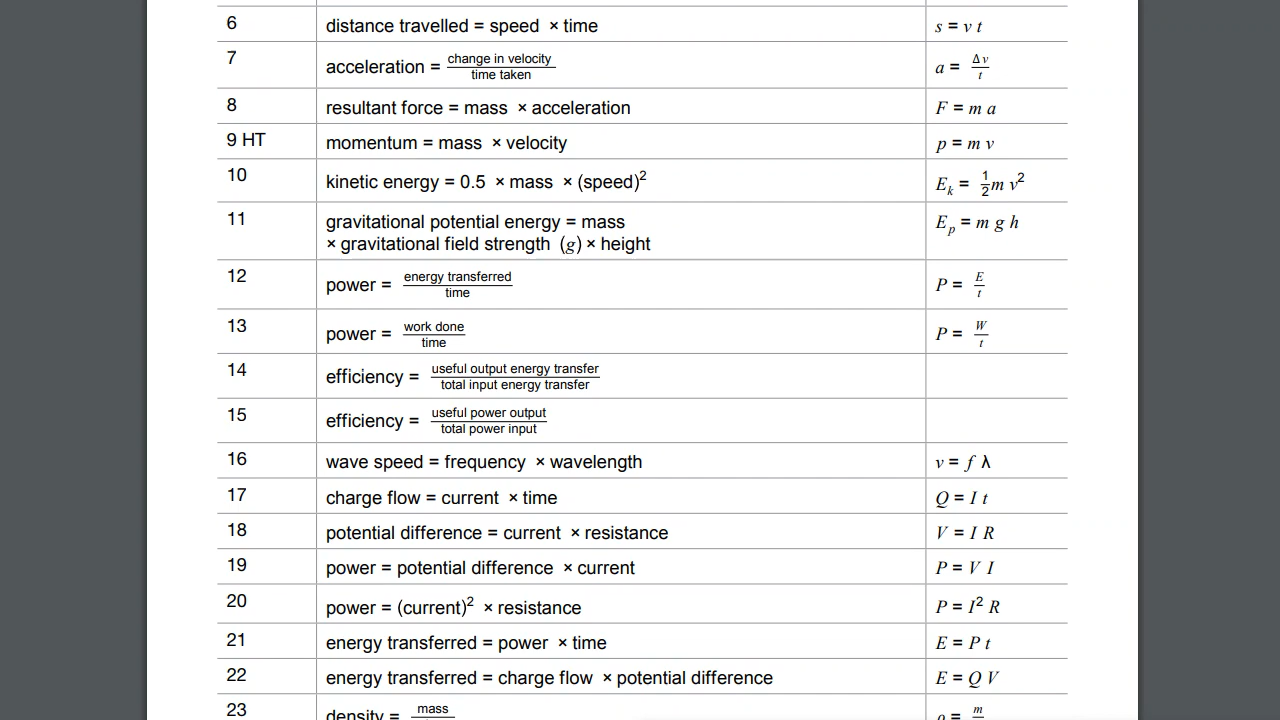 6 distance travelled = speed × time s = v t
7 acceleration = change in velocity / time taken a = Δv / t
8 resultant force = mass × acceleration F = m a
9 HT momentum = mass × velocity p = m v
10 kinetic energy = 0.5 × mass × (speed)² Eₖ = ½ m v²
11 gravitational potential energy = mass Eₚ = m g h
× gravitational field strength (g) × height
12 power = energy transferred / time P = E / t
13 power = work done / time P = W / t
14 efficiency = useful output energy transfer / total input energy transfer
15 efficiency = useful power output / total power input
16 wave speed = frequency × wavelength v = f λ
17 charge flow = current × time Q = I t
18 potential difference = current × resistance V = I R
19 power = potential difference × current P = V I
20 power = (current)² × resistance P = I² R
21 energy transferred = power × time E = P t
22 energy transferred = charge flow × potential difference E = Q V
23 density = mass ρ = m